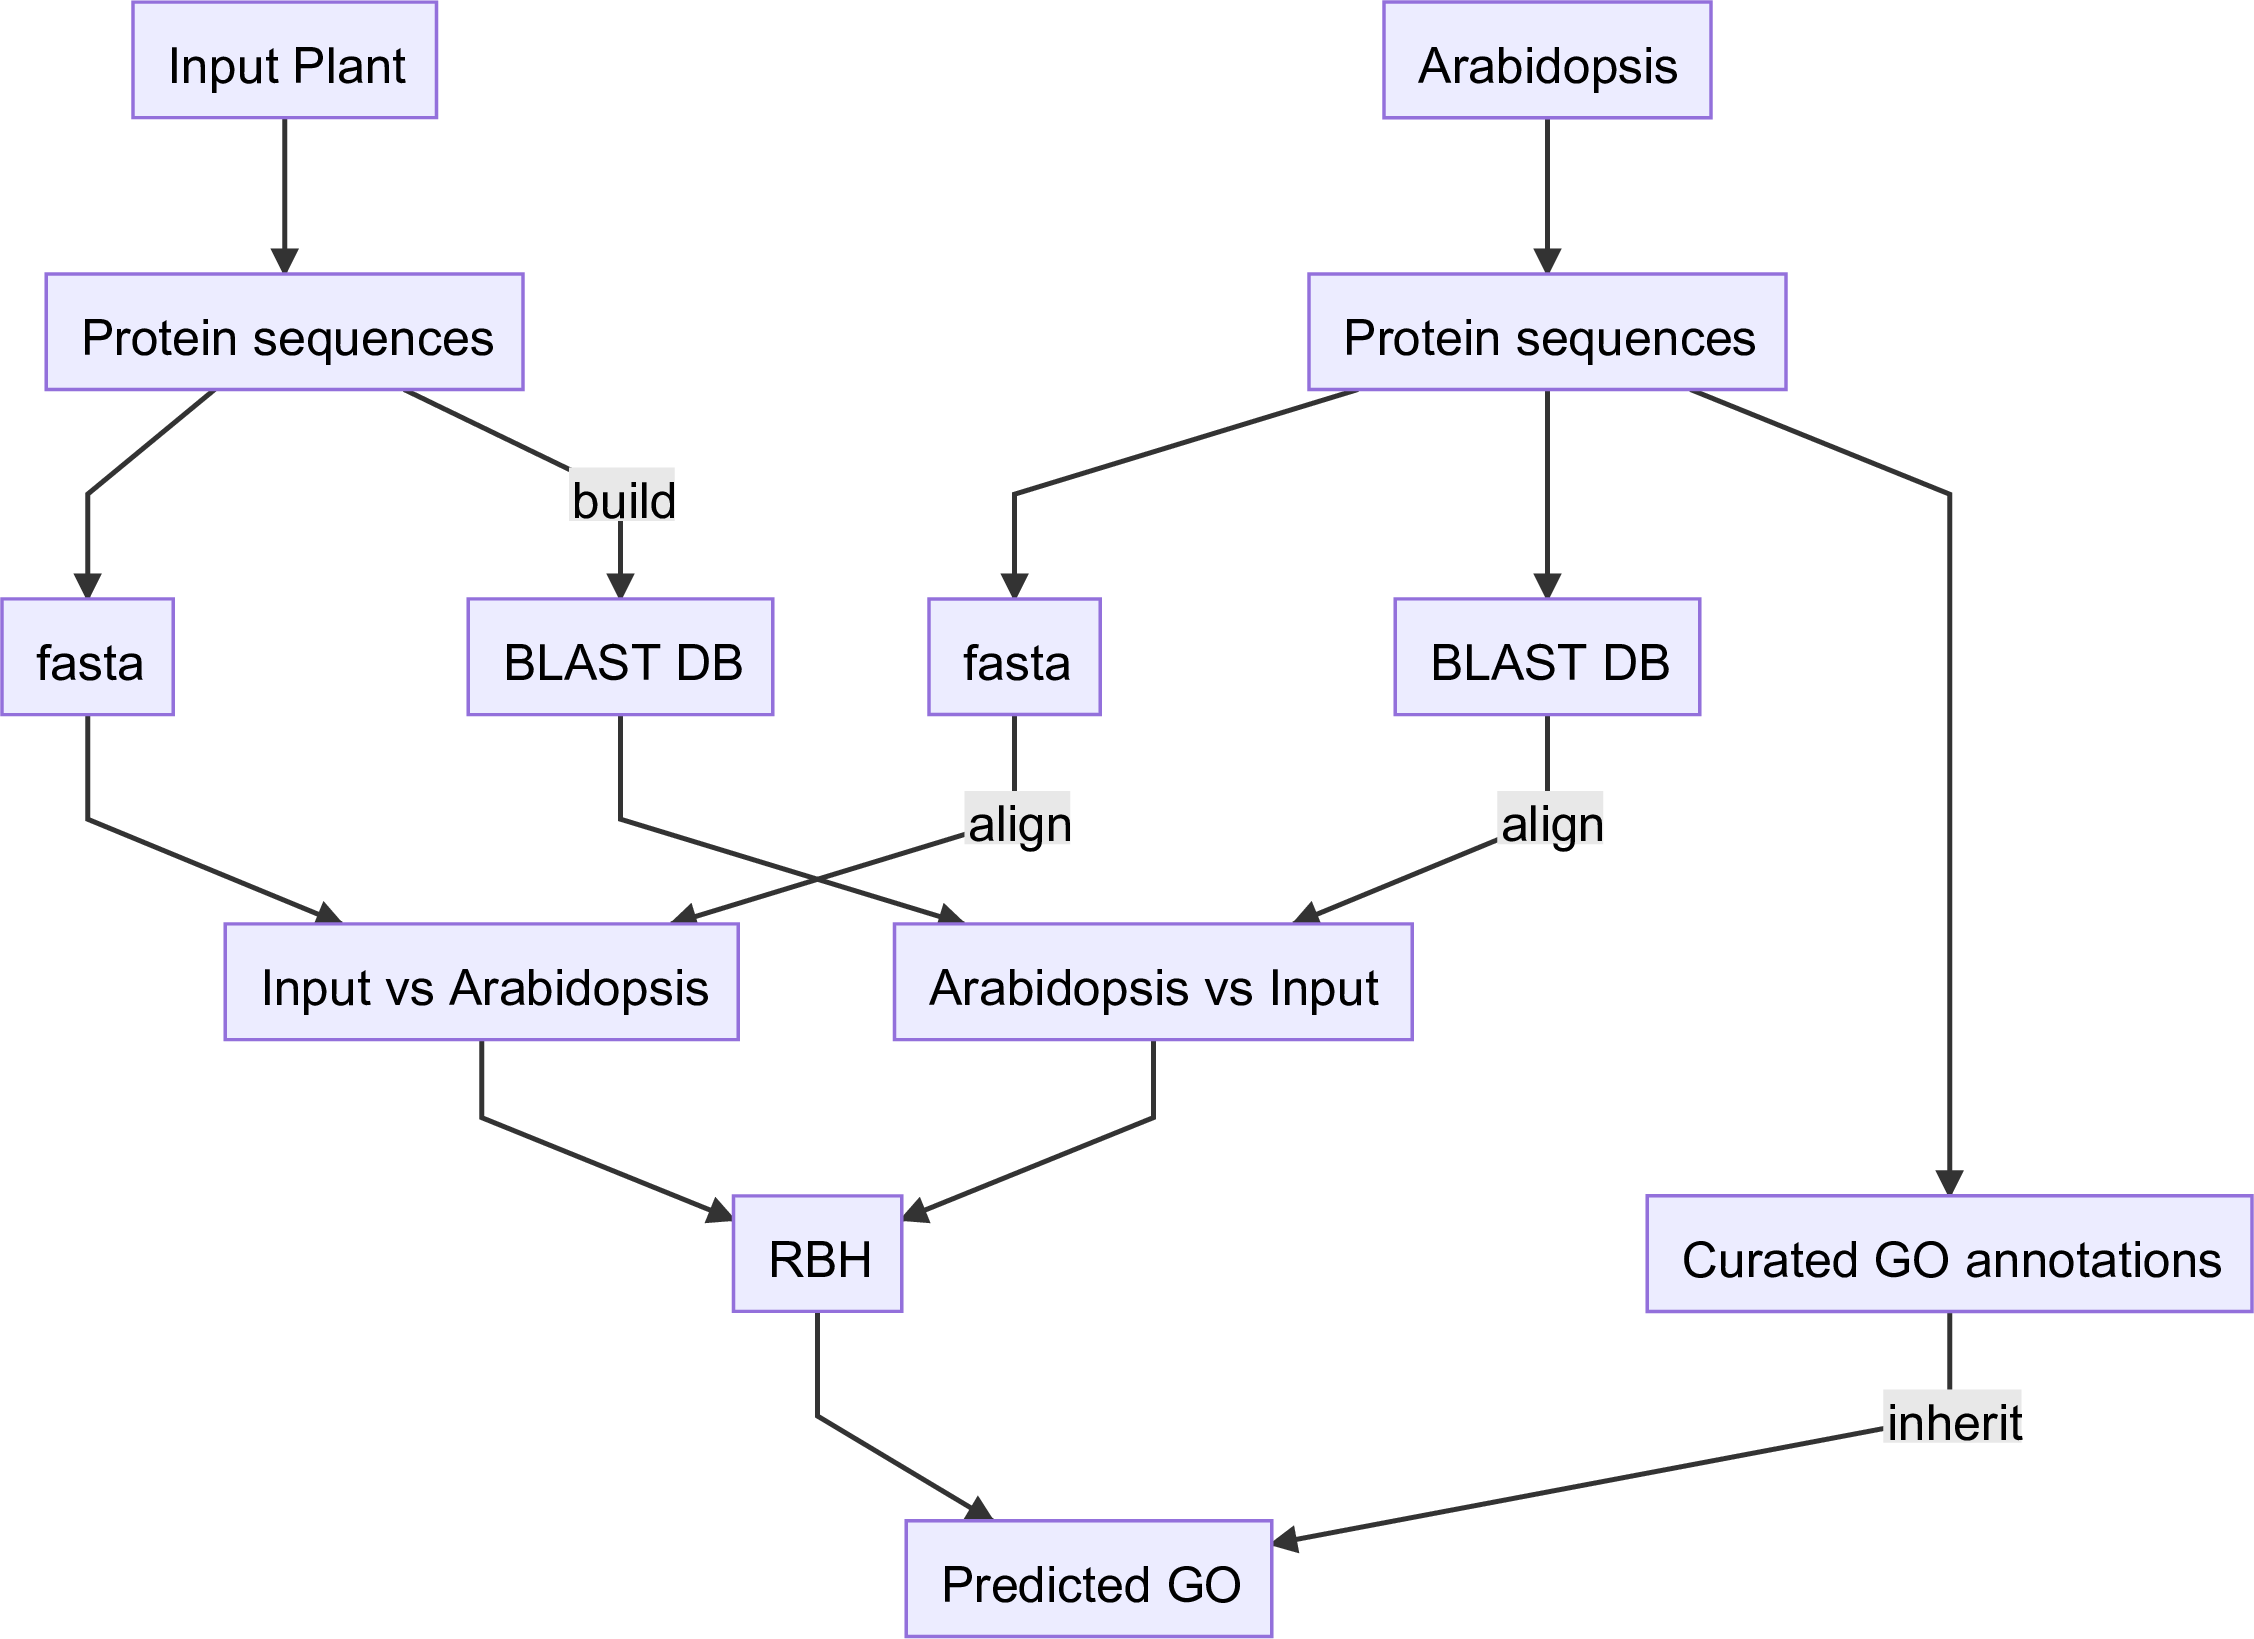 Input Plant
Arabidopsis
Protein sequences
Protein sequences
build
fasta
BLAST DB
fasta
BLAST DB
align
align
Input vs Arabidopsis
Arabidopsis vs Input
RBH
Curated GO annotations
inherit
Predicted GO